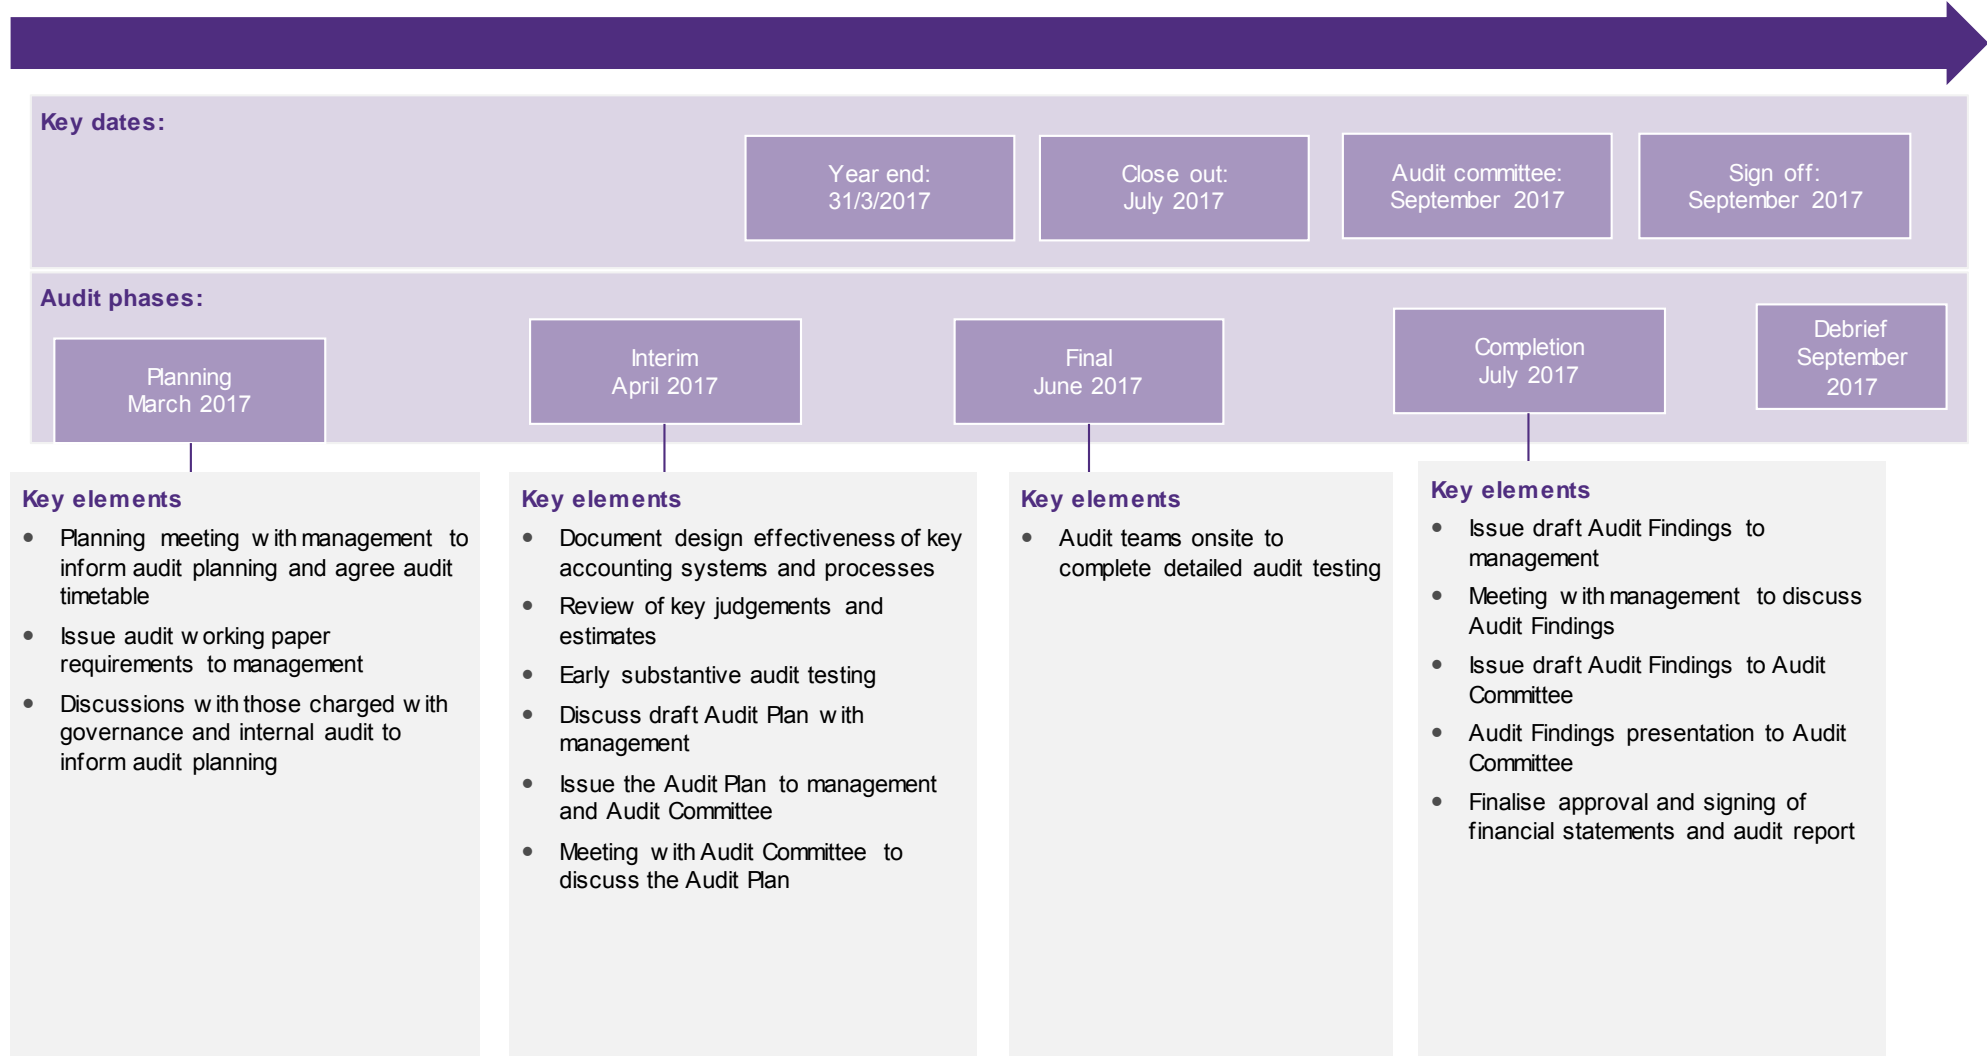 Key dates:
Year end:
31/3/2017
Close out:
July 2017
Audit committee:
September 2017
Sign off:
September 2017
Audit phases:
Planning
March 2017
Interim
April 2017
Final
June 2017
Completion
July 2017
Debrief
September
2017
Key elements
• Planning meeting with management to
inform audit planning and agree audit
timetable
• Issue audit working paper
requirements to management
• Discussions with those charged with
governance and internal audit to
inform audit planning
Key elements
• Document design effectiveness of key
accounting systems and processes
• Review of key judgements and
estimates
• Early substantive audit testing
• Discuss draft Audit Plan with
management
• Issue the Audit Plan to management
and Audit Committee
• Meeting with Audit Committee to
discuss the Audit Plan
Key elements
• Audit teams onsite to
complete detailed audit testing
Key elements
• Issue draft Audit Findings to
management
• Meeting with management to discuss
Audit Findings
• Issue draft Audit Findings to Audit
Committee
• Audit Findings presentation to Audit
Committee
• Finalise approval and signing of
financial statements and audit report